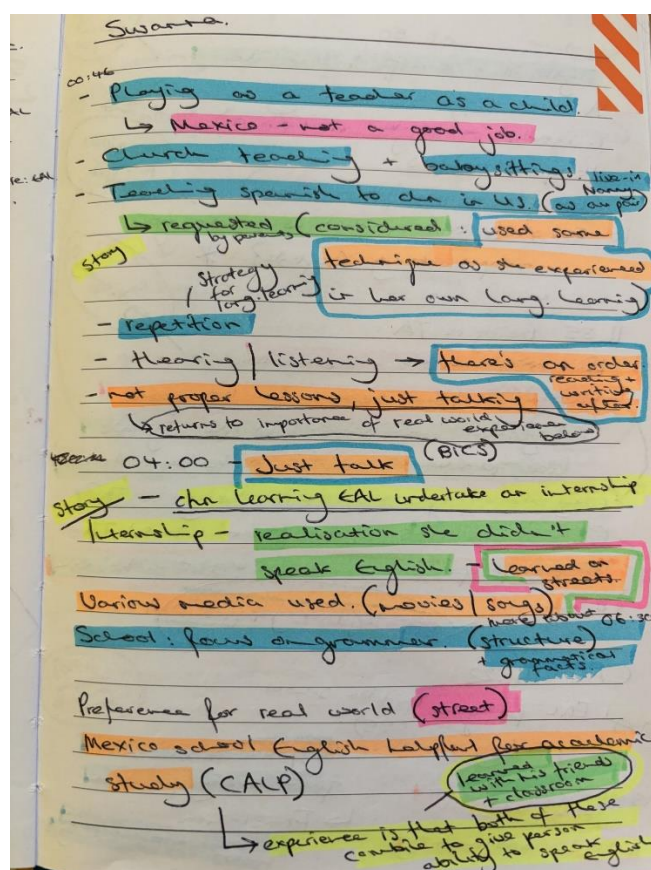 Swanna.
00:46
- Playing as a teacher as a child.
↳ Mexico - not a good job.
- Church teaching + babysittings.
live-in
Nanny
- Teaching spanish to chn in US. (as au pair)
↳ requested (considered : used same
by parents
story
technique as she experienced
in her own lang. learning)
strategy
for
lang. learning
- repetition
- hearing / listening → there's an order.
reading +
writing
after.
- not proper lessons, just talking
↳ returns to importance of real world
experience
below
04:00 - Just talk (BICS)
story - chn learning EAL undertake an internship
Internship - realisation she didn't
speak English. - Learned on
streets.
Various media used. (movies / songs)
more about 06:30
School : focus on grammar. (structure)
+ grammatical
facts.
Preference for real world (street)
Mexico school English helpful for academic
study (CALP)
learned
with his friends
+ classroom
↳ experience is that both of these
combine to give person
ability to speak
English
re: EAL